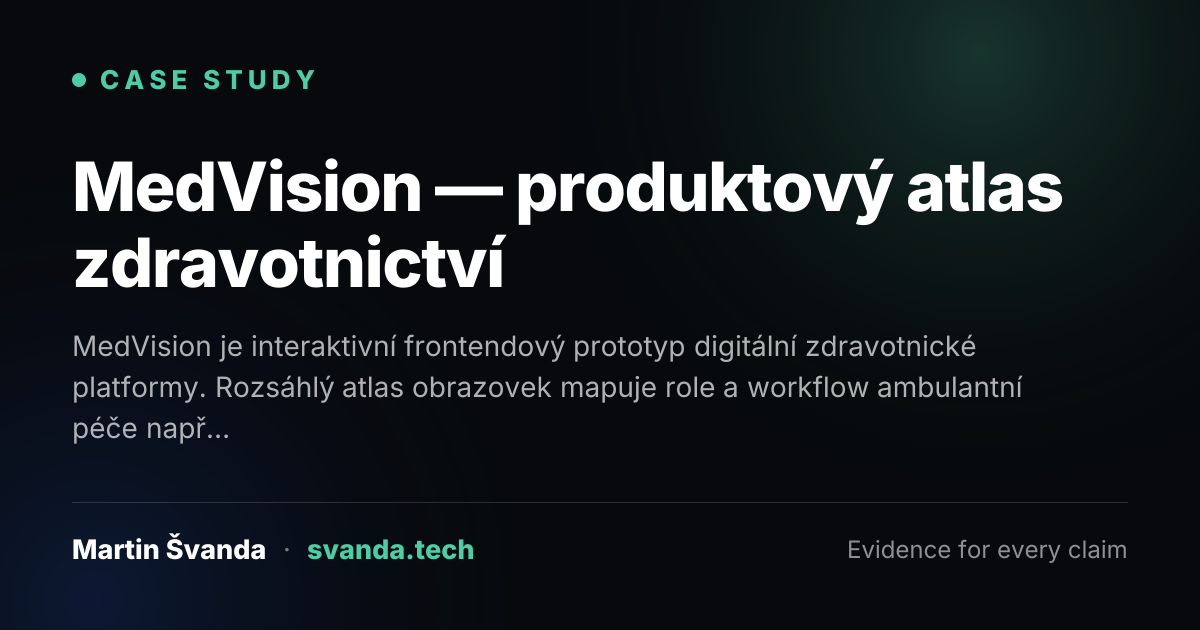 CASE STUDY
MedVision — produktový atlas
zdravotnictví
MedVision je interaktivní frontendový prototyp digitální zdravotnické
platformy. Rozsáhlý atlas obrazovek mapuje role a workflow ambulantní
péče např...
Martin Švanda · svanda.tech
Evidence for every claim